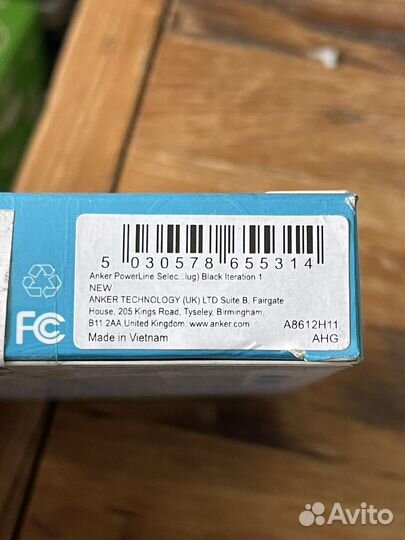 5 030578 655314
Anker PowerLine Selec...lug) Black Iteration 1
NEW
ANKER TECHNOLOGY (UK) LTD Suite B, Fairgate
House, 205 Kings Road, Tyseley, Birmingham,
B11 2AA,United Kingdom. www.anker.com
A8612H11
Made in Vietnam
AHG
FC
Avito